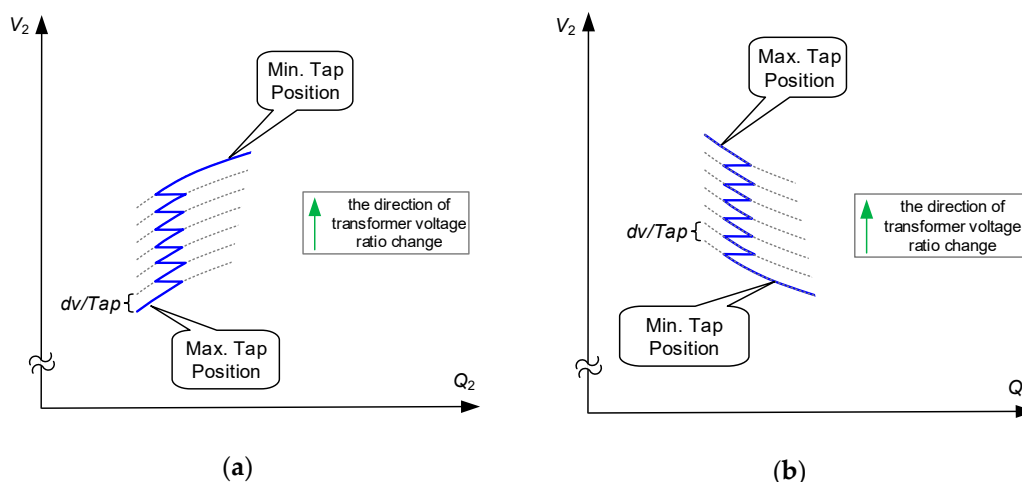 V2
Min. Tap
Position
the direction of
transformer voltage
ratio change
dv/Tap
Max. Tap
Position
Q2
(a)
V2
Max. Tap
Position
dv/Tap
the direction of
transformer voltage
ratio change
Min. Tap
Position
Q
(b)